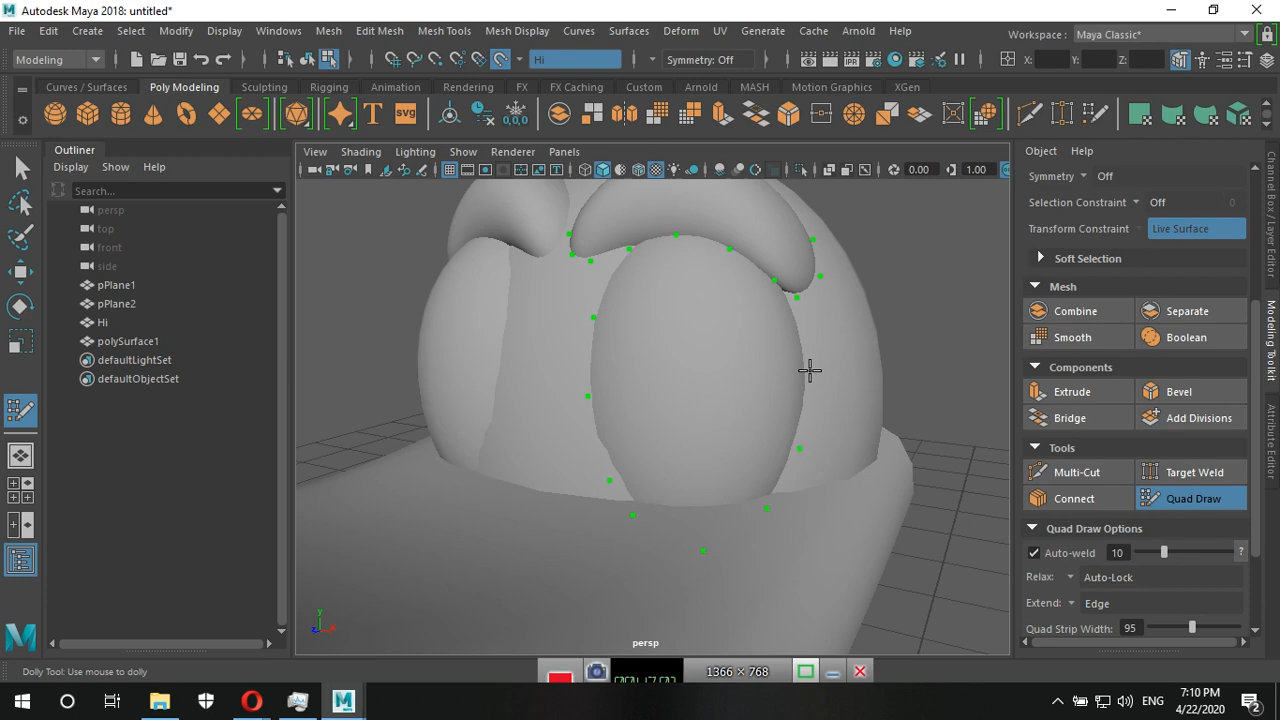 Autodesk Maya 2018: untitled*
File Edit Create Select Modify Display Windows Mesh Edit Mesh Mesh Tools Mesh Display Curves Surfaces Deform UV Generate Cache Arnold Help
Workspace : Maya Classic*
Modeling Hi Symmetry: Off X: Y: Z:
Curves / Surfaces Poly Modeling Sculpting Rigging Animation Rendering FX FX Caching Custom Arnold MASH Motion Graphics XGen
T svg 0,0,0
Outliner
Display Show Help
Search...
persp
top
front
side
pPlane1
pPlane2
Hi
polySurface1
defaultLightSet
defaultObjectSet
View Shading Lighting Show Renderer Panels
0.00 1.00
persp
Object Help
Symmetry Off
Selection Constraint Off 0
Transform Constraint Live Surface
Soft Selection
Mesh
Combine Separate
Smooth Boolean
Components
Extrude Bevel
Bridge Add Divisions
Tools
Multi-Cut Target Weld
Connect Quad Draw
Quad Draw Options
Auto-weld 10 ?
Relax: Auto-Lock
Extend: Edge
Quad Strip Width: 95
Channel Box / Layer Editor
Modeling Toolkit
Attribute Editor
Dolly Tool: Use mouse to dolly
1366 × 768
ENG
7:10 PM
4/22/2020
2